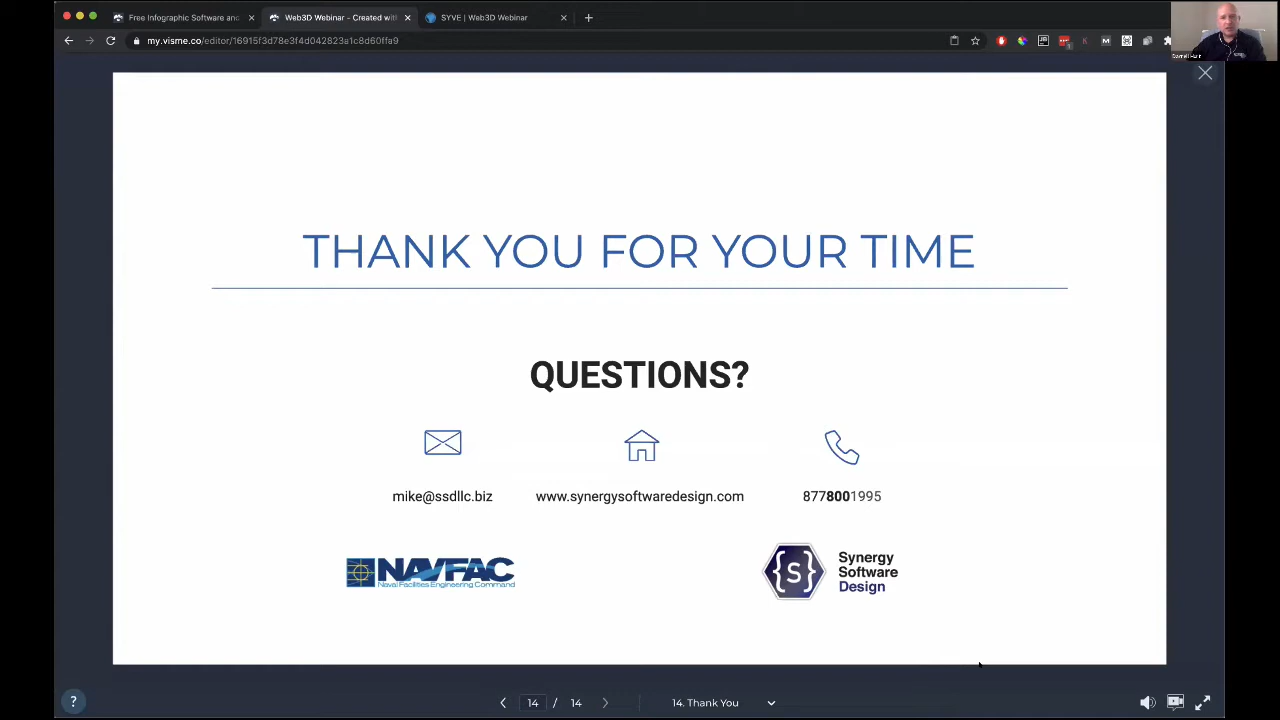 Free Infographic Software and
Web3D Webinar - Created with
SYVE | Web3D Webinar
my.visme.co/editor/16915f3d78e3f4d042823a1c8d60ffa9
THANK YOU FOR YOUR TIME
QUESTIONS?
mike@ssdllc.biz
www.synergysoftwaredesign.com
8778001995
NAVFAC
Naval Facilities Engineering Command
{S}
Synergy
Software
Design
?
14 / 14
14. Thank You